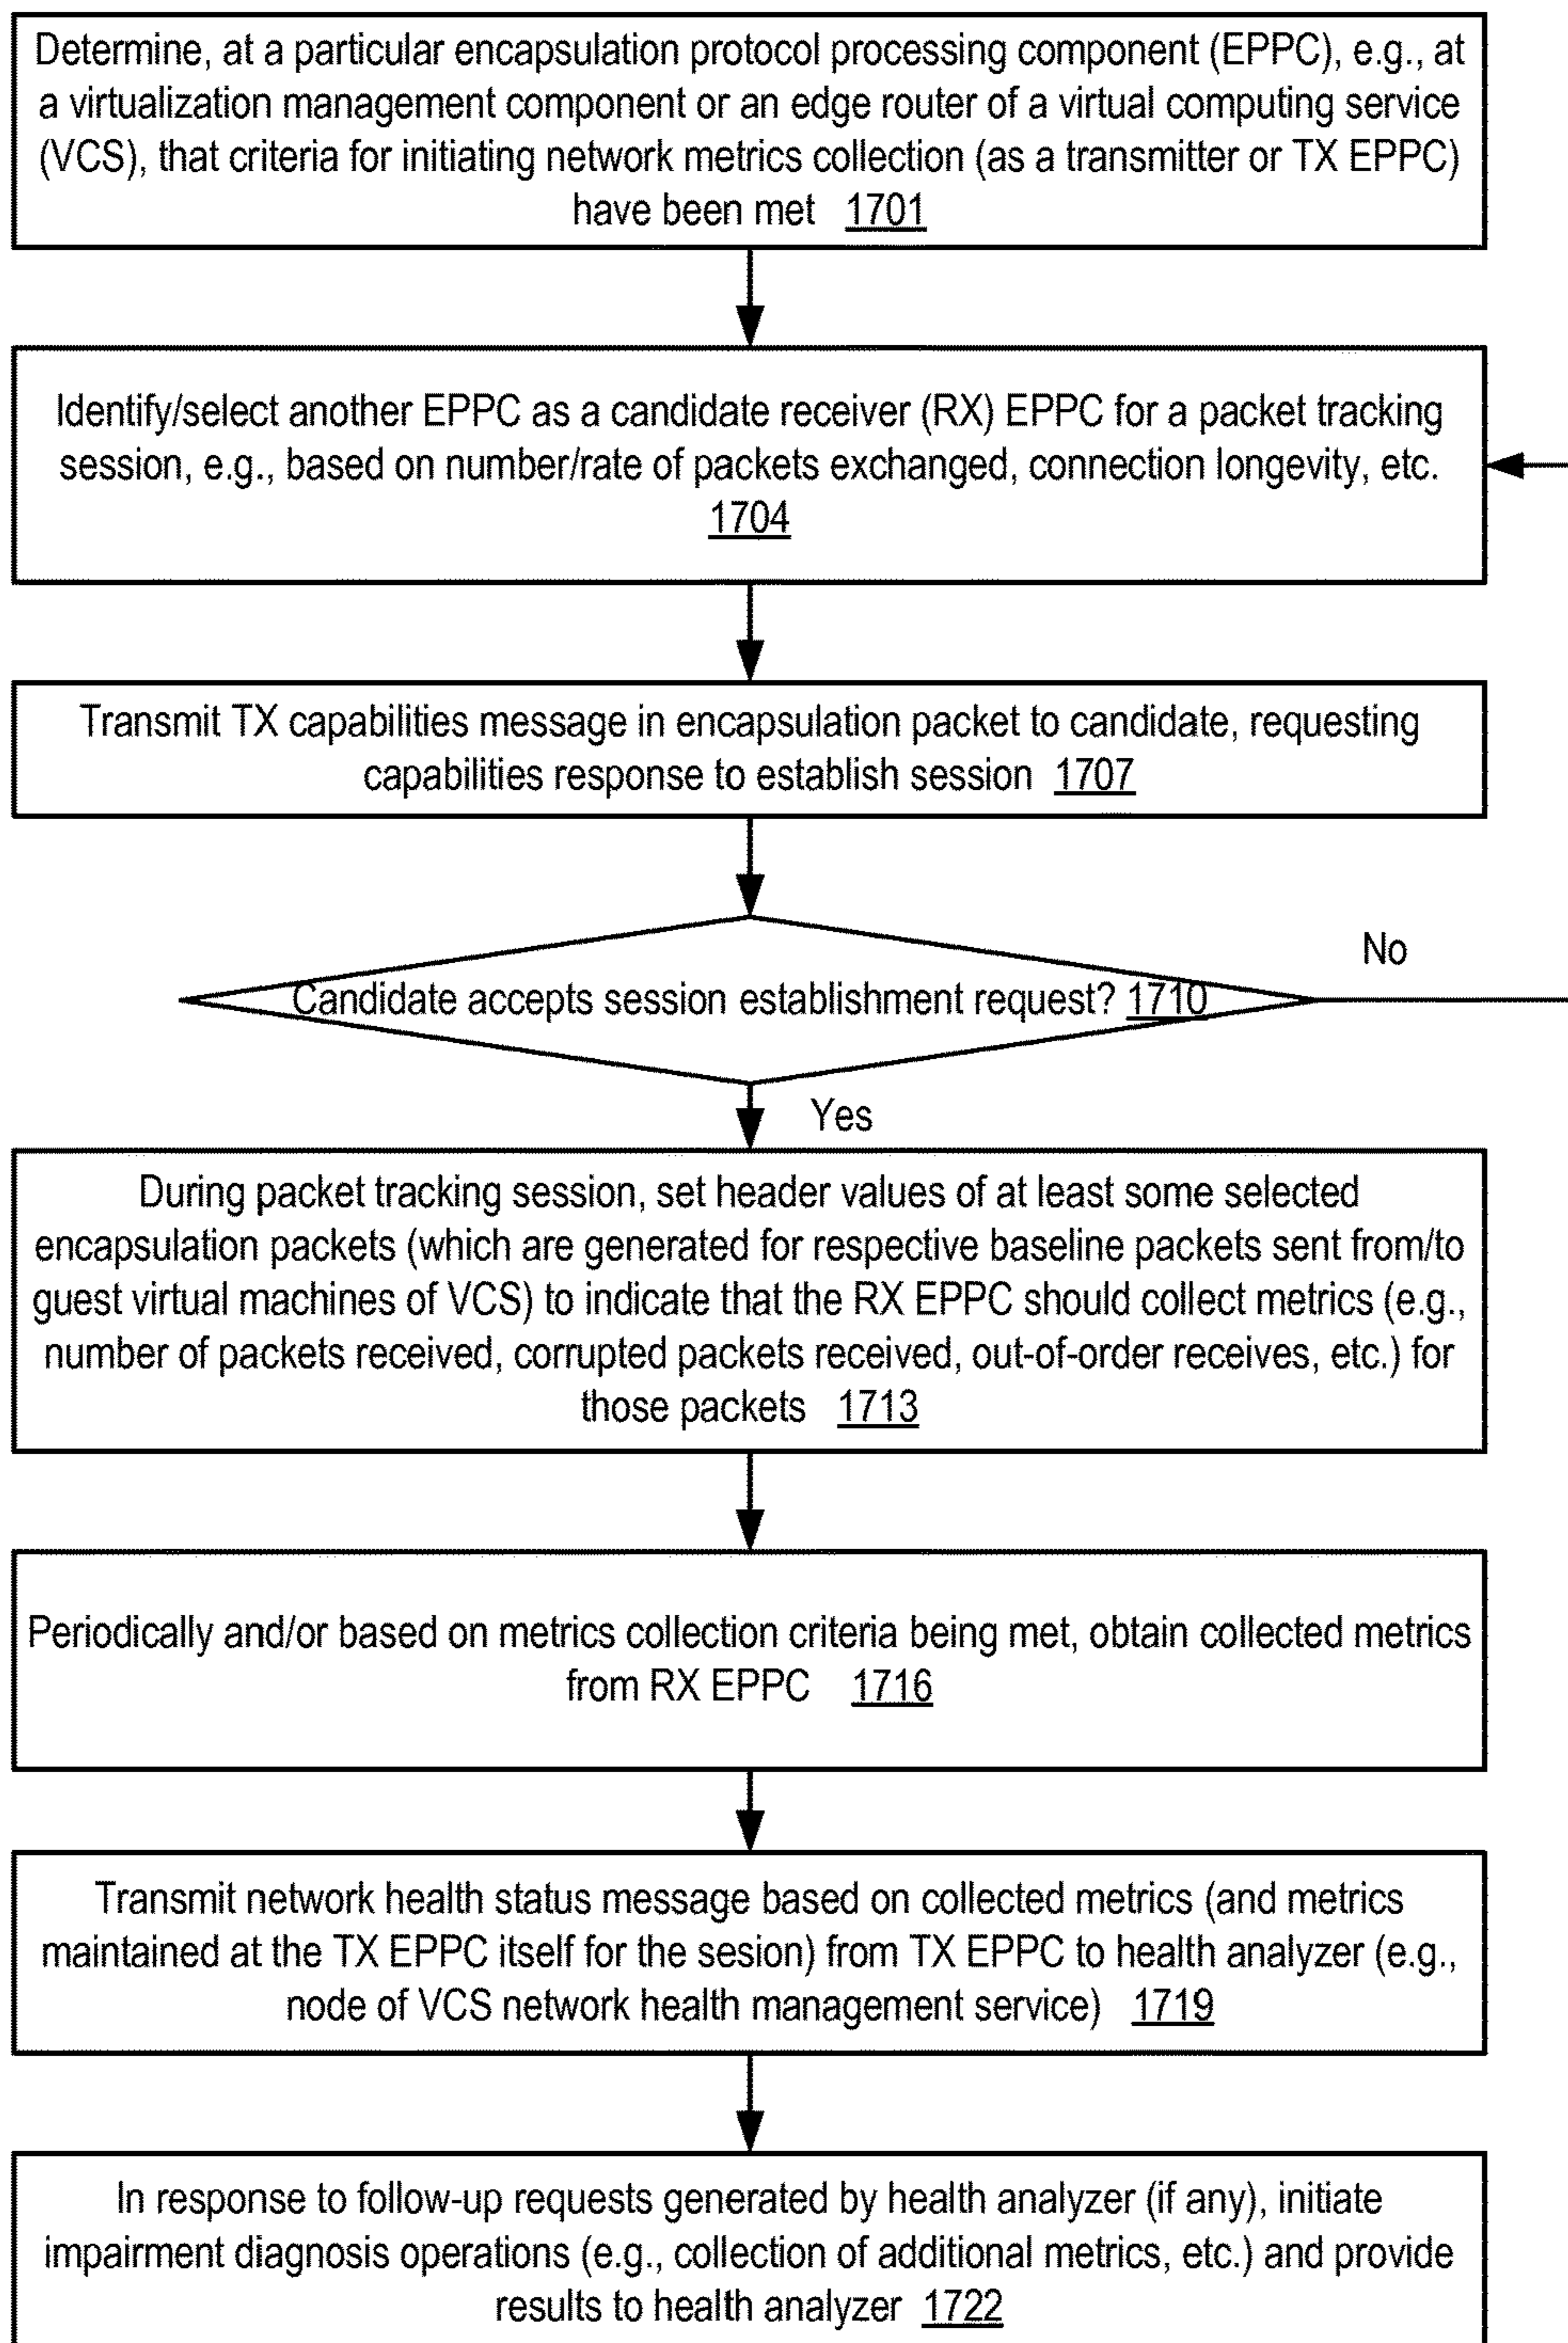 Determine, at a particular encapsulation protocol processing component (EPPC), e.g., at
a virtualization management component or an edge router of a virtual computing service
(VCS), that criteria for initiating network metrics collection (as a transmitter or TX EPPC)
have been met 1701
Identify/select another EPPC as a candidate receiver (RX) EPPC for a packet tracking
session, e.g., based on number/rate of packets exchanged, connection longevity, etc.
1704
Transmit TX capabilities message in encapsulation packet to candidate, requesting
capabilities response to establish session 1707
No
Candidate accepts session establishment request? 1710
Yes
During packet tracking session, set header values of at least some selected
encapsulation packets (which are generated for respective baseline packets sent from/to
guest virtual machines of VCS) to indicate that the RX EPPC should collect metrics (e.g.,
number of packets received, corrupted packets received, out-of-order receives, etc.) for
those packets 1713
Periodically and/or based on metrics collection criteria being met, obtain collected metrics
from RX EPPC 1716
Transmit network health status message based on collected metrics (and metrics
maintained at the TX EPPC itself for the sesion) from TX EPPC to health analyzer (e.g.,
node of VCS network health management service) 1719
In response to follow-up requests generated by health analyzer (if any), initiate
impairment diagnosis operations (e.g., collection of additional metrics, etc.) and provide
results to health analyzer 1722